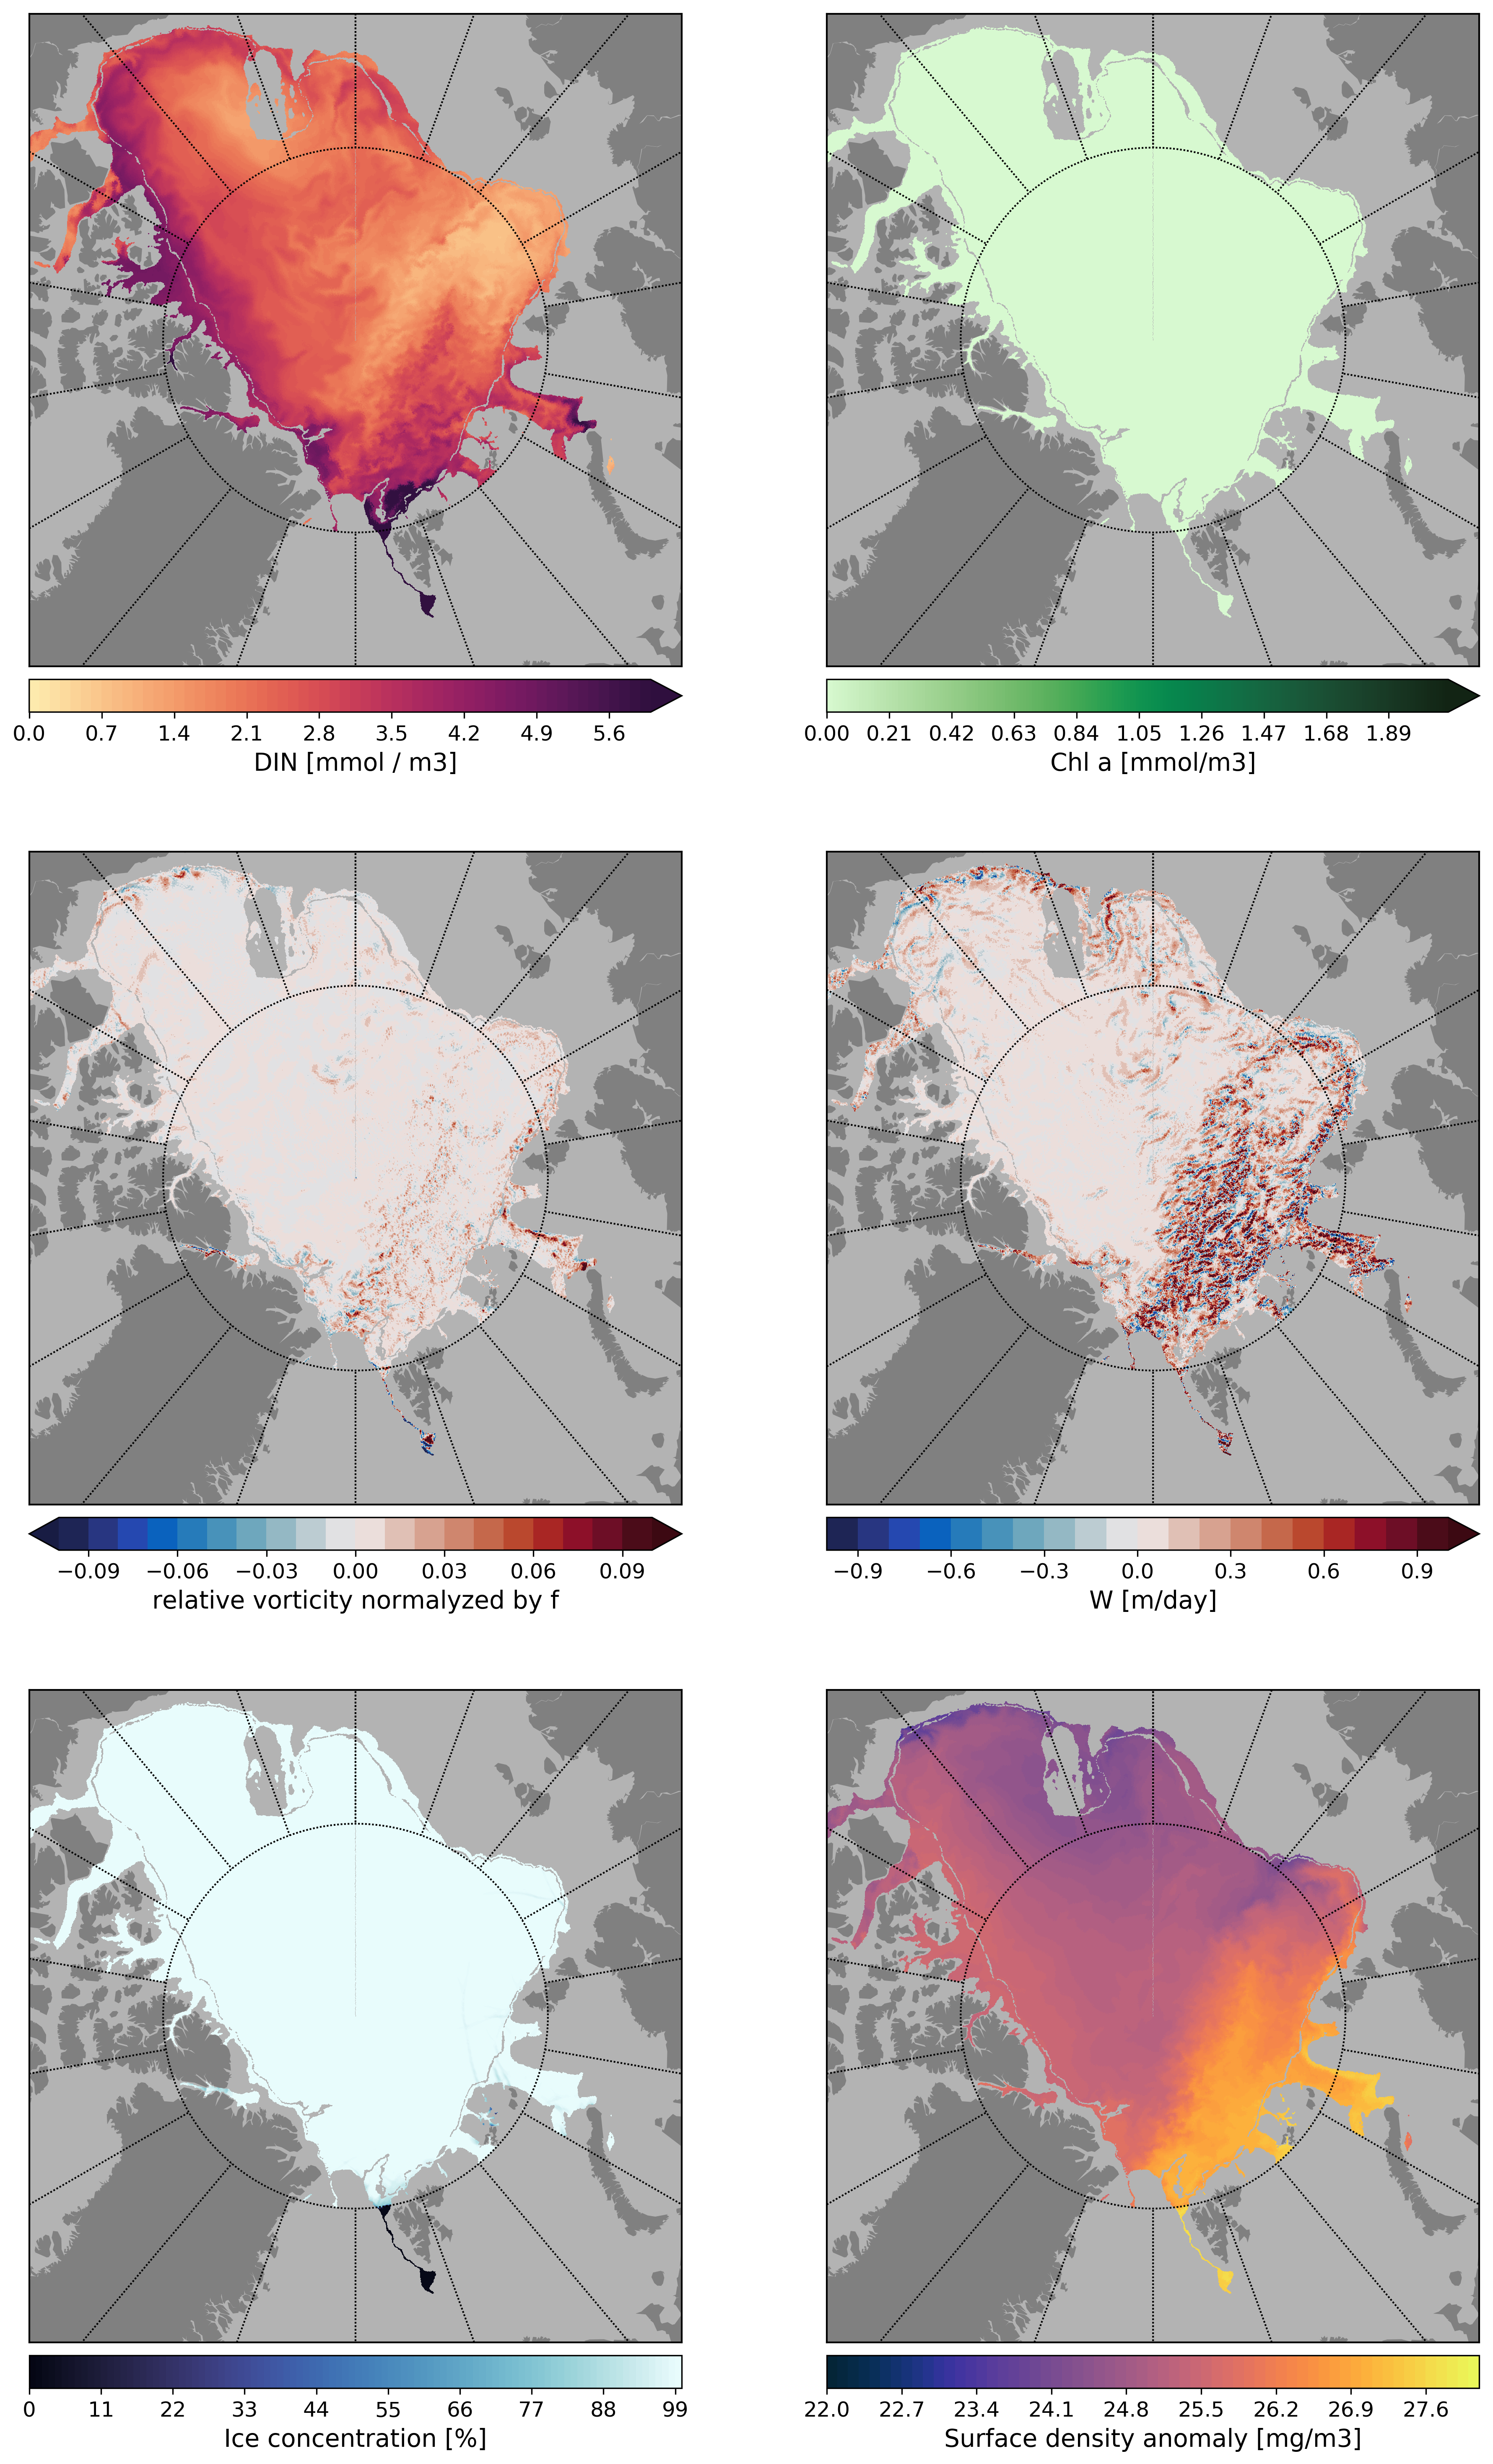 0.0 0.7 1.4 2.1 2.8 3.5 4.2 4.9 5.6
DIN [mmol / m3]
0.00 0.21 0.42 0.63 0.84 1.05 1.26 1.47 1.68 1.89
Chl a [mmol/m3]
−0.09 −0.06 −0.03 0.00 0.03 0.06 0.09
relative vorticity normalyzed by f
−0.9 −0.6 −0.3 0.0 0.3 0.6 0.9
W [m/day]
0 11 22 33 44 55 66 77 88 99
Ice concentration [%]
22.0 22.7 23.4 24.1 24.8 25.5 26.2 26.9 27.6
Surface density anomaly [mg/m3]